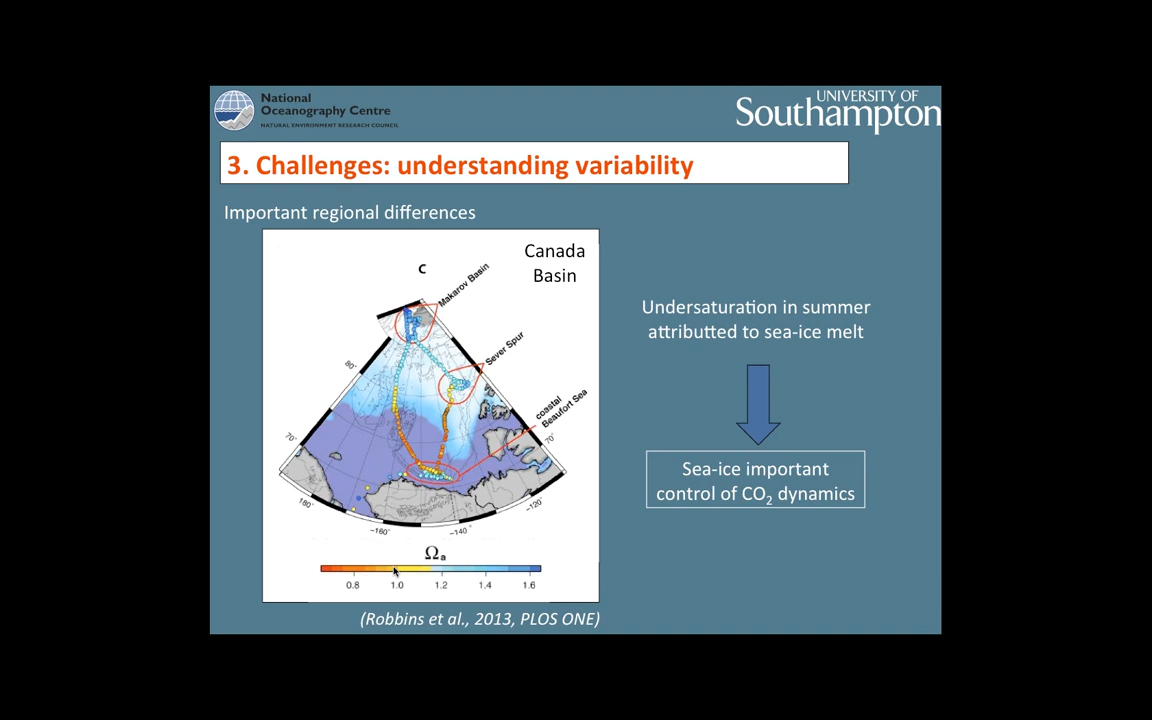 National
Oceanography Centre
NATURAL ENVIRONMENT RESEARCH COUNCIL
UNIVERSITY OF
Southampton
3. Challenges: understanding variability
Important regional differences
Canada
Basin
C
Makarov Basin
Sever Spur
coastal
Beaufort Sea
80°
70°
70°
180°
−160°
−140°
−120°
Ωa
0.8 1.0 1.2 1.4 1.6
(Robbins et al., 2013, PLOS ONE)
Undersaturation in summer
attributted to sea-ice melt
Sea-ice important
control of CO2 dynamics